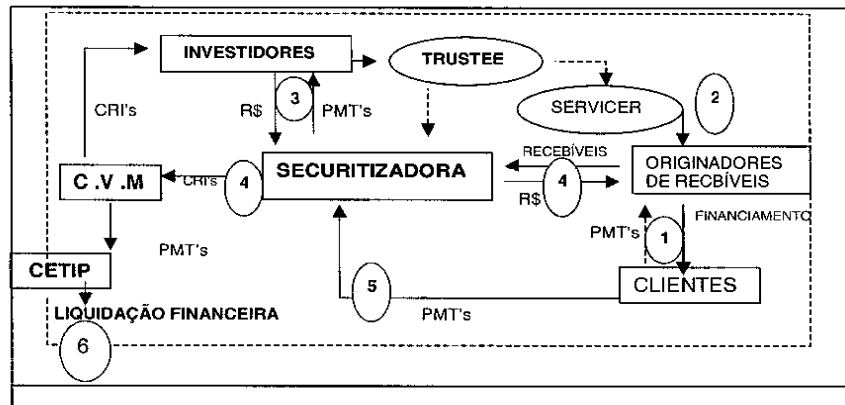 INVESTIDORES
TRUSTEE
CRI's
R$
3
PMT's
SERVICER
2
C .V .M
CRI's
4
SECURITIZADORA
RECEBÍVEIS
R$
4
ORIGINADORES
DE RECBÍVEIS
PMT's
PMT's
1
FINANCIAMENTO
CETIP
CLIENTES
5
PMT's
LIQUIDAÇÃO FINANCEIRA
6